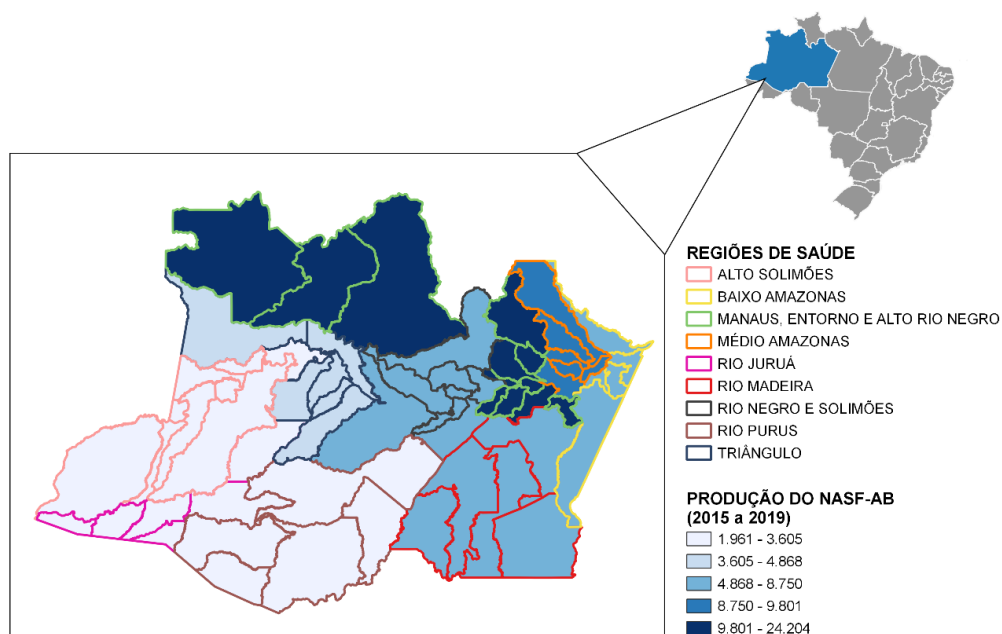 REGIÕES DE SAÚDE
ALTO SOLIMÕES
BAIXO AMAZONAS
MANAUS, ENTORNO E ALTO RIO NEGRO
MÉDIO AMAZONAS
RIO JURUÁ
RIO MADEIRA
RIO NEGRO E SOLIMÕES
RIO PURUS
TRIÂNGULO
PRODUÇÃO DO NASF-AB
(2015 a 2019)
1.961 - 3.605
3.605 - 4.868
4.868 - 8.750
8.750 - 9.801
9.801 - 24.204